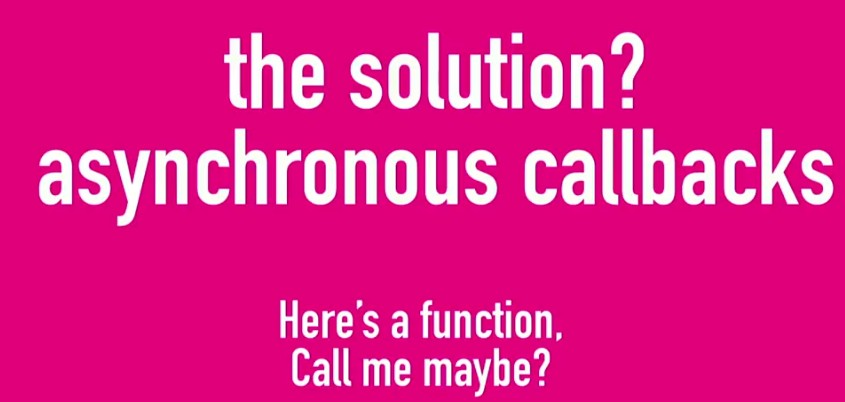 the solution?
asynchronous callbacks
Here's a function,
Call me maybe?